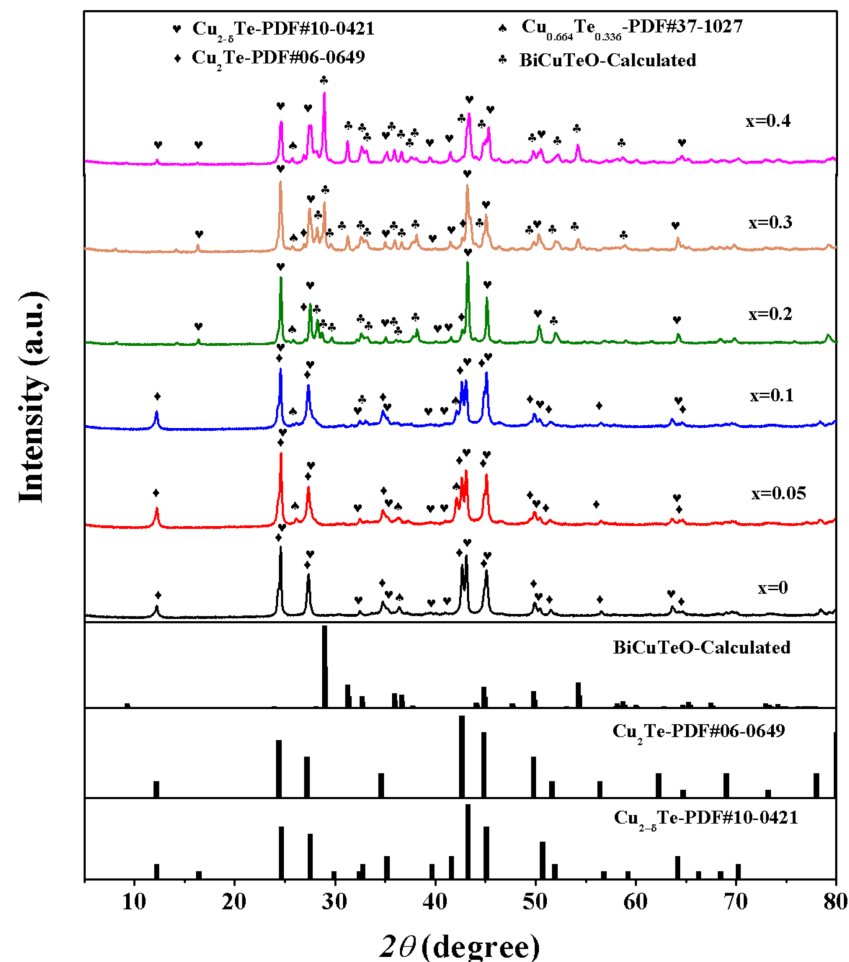 ♥ Cu₂₋δTe-PDF#10-0421
♠ Cu₀.₆₆₄Te₀.₃₃₆-PDF#37-1027
♦ Cu₂Te-PDF#06-0649
♣ BiCuTeO-Calculated
x=0.4
x=0.3
x=0.2
x=0.1
x=0.05
x=0
BiCuTeO-Calculated
Cu₂Te-PDF#06-0649
Cu₂₋δTe-PDF#10-0421
Intensity (a.u.)
10 20 30 40 50 60 70 80
2θ (degree)